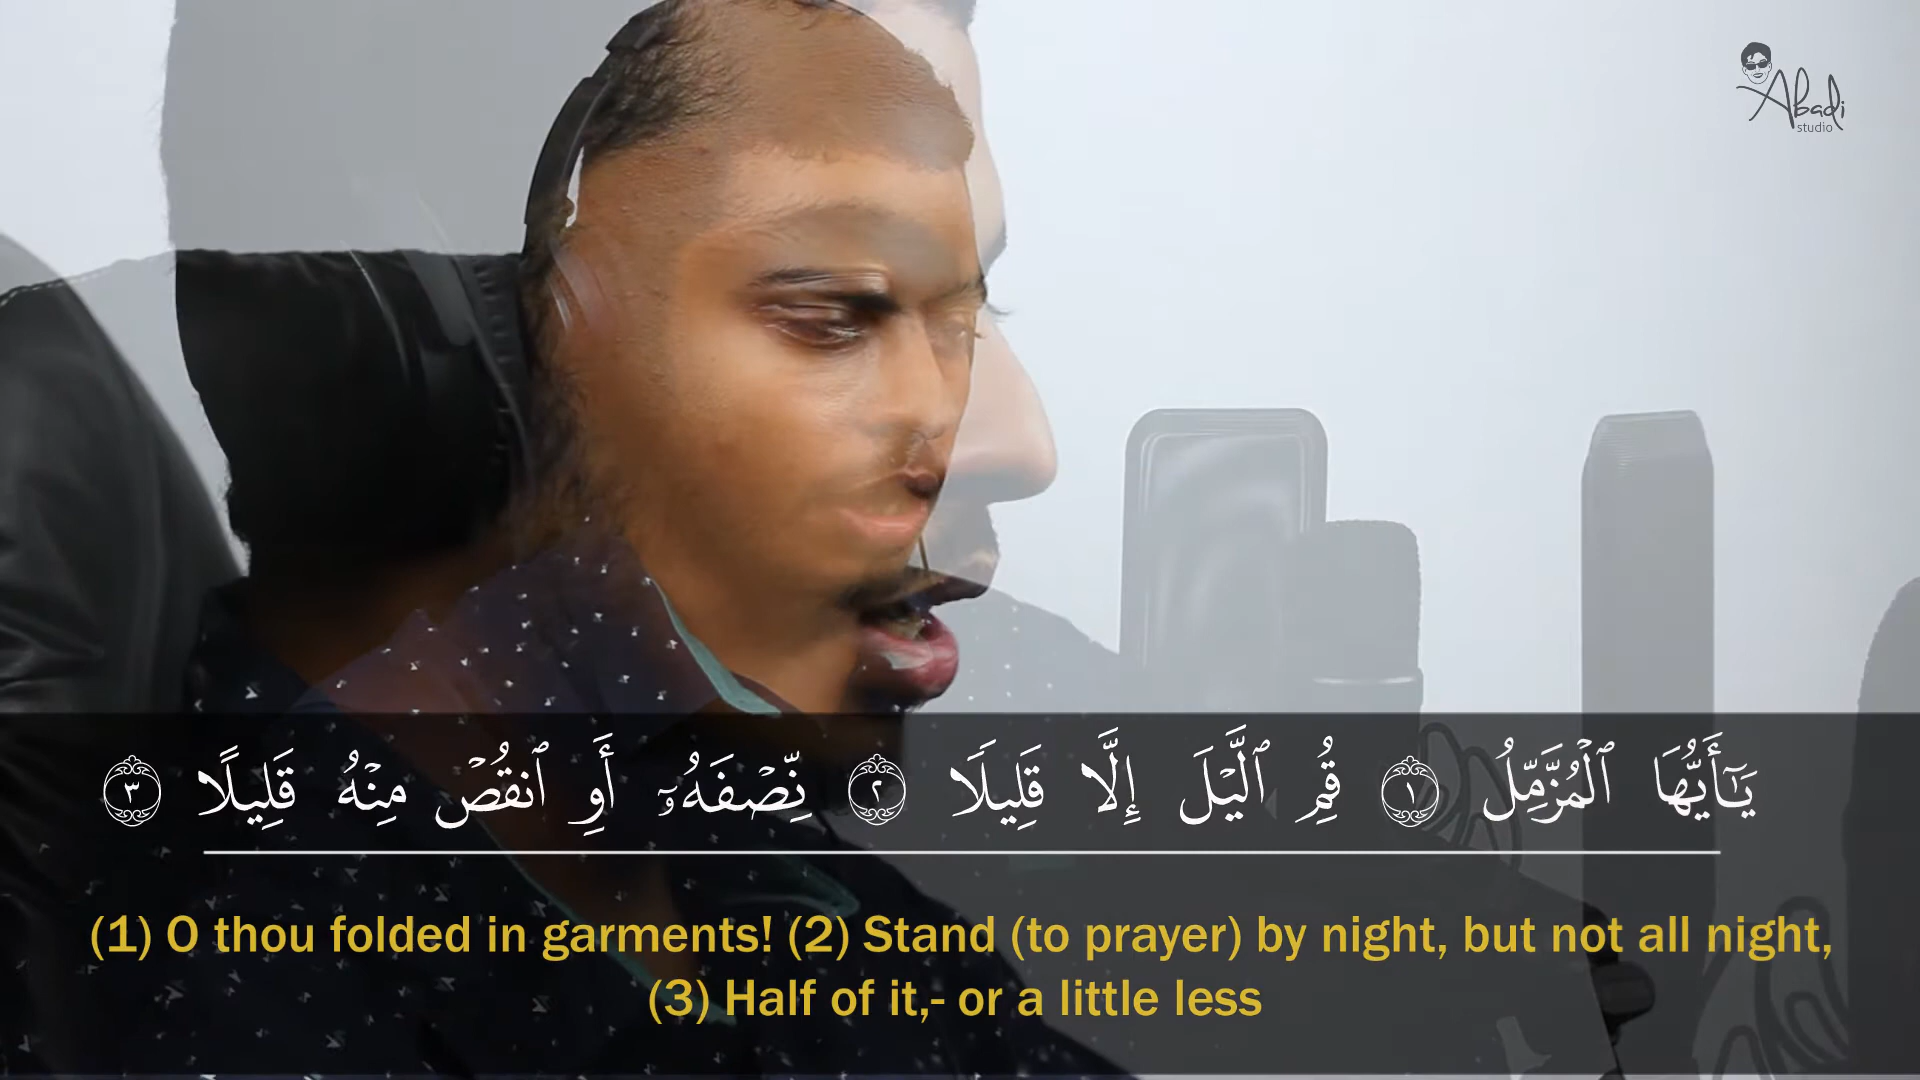 Abadi
studio
يَـٰٓأَيُّهَا ٱلْمُزَّمِّلُ ١ قُمِ ٱلَّيْلَ إِلَّا قَلِيلًا ٢ نِّصْفَهُۥٓ أَوِ ٱنقُصْ مِنْهُ قَلِيلًا ٣
(1) O thou folded in garments! (2) Stand (to prayer) by night, but not all night,
(3) Half of it,- or a little less